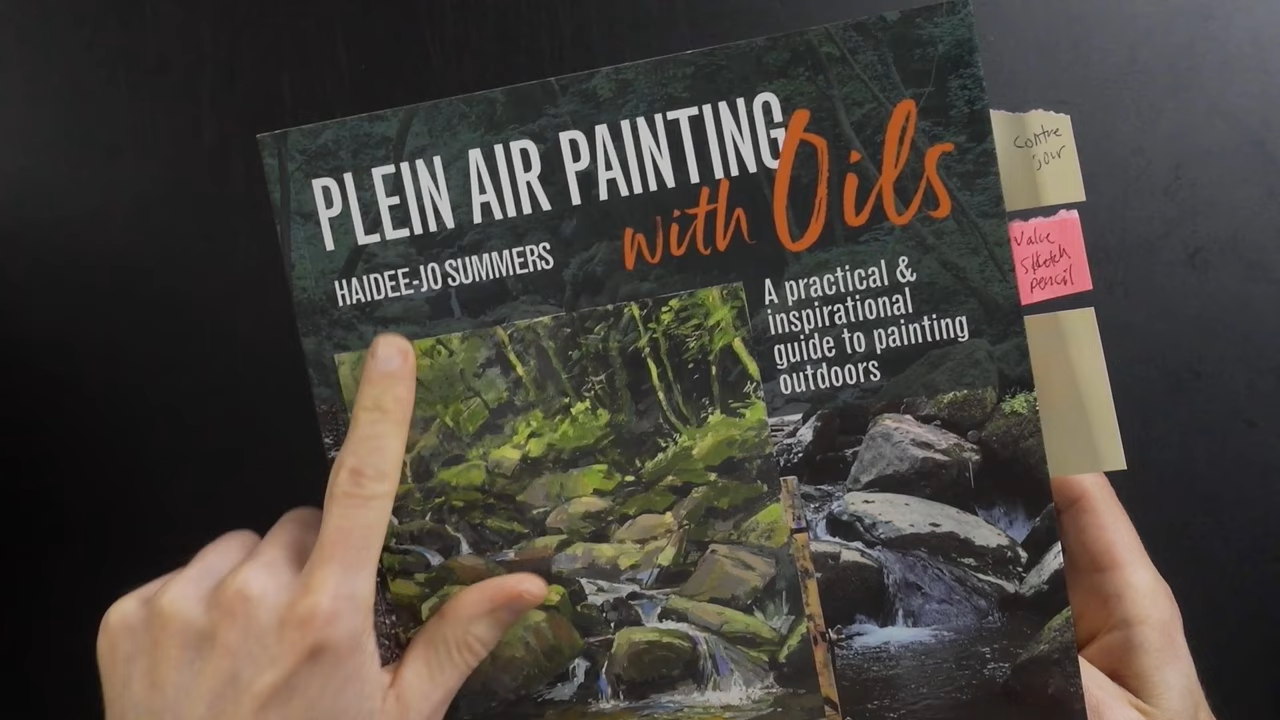 PLEIN AIR PAINTING
with Oils
HAIDEE-JO SUMMERS
A practical &
inspirational
guide to painting
outdoors
contre
jour
Value
Sketch
pencil